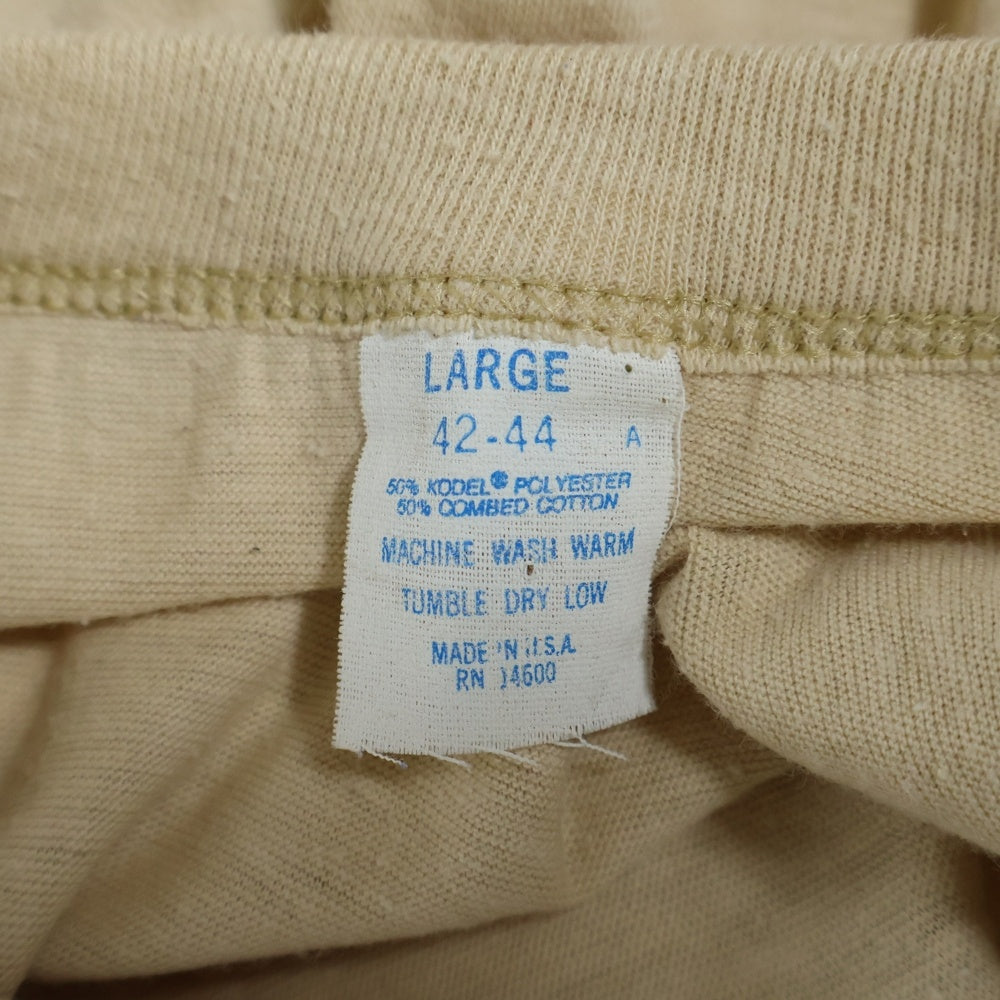 LARGE
42-44 A
50% KODEL® POLYESTER
50% COMBED COTTON
MACHINE WASH WARM
TUMBLE DRY LOW
MADE IN U.S.A.
RN 14600